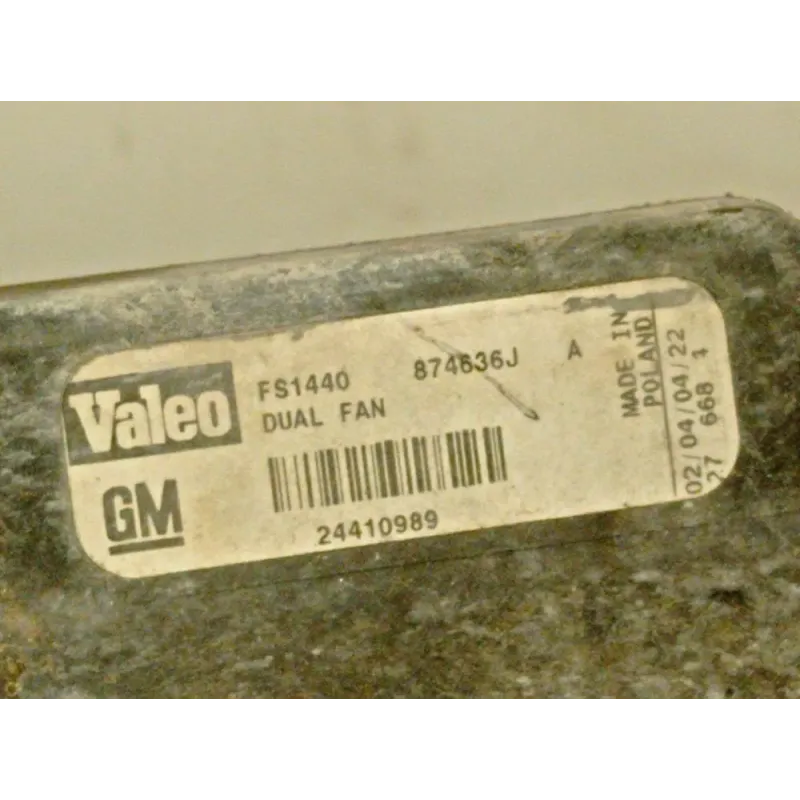 Valeo
GM
FS1440 874636J A
DUAL FAN
24410989
MADE IN
POLAND
02/04/04/22
27 668 1